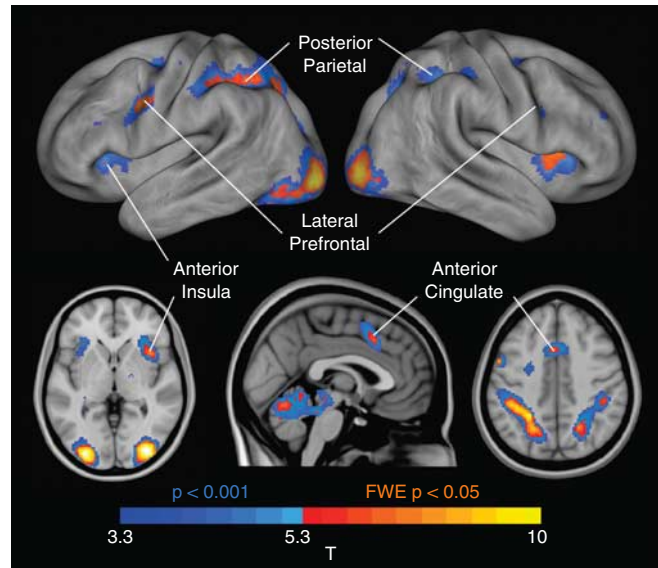 Posterior
Parietal
Lateral
Prefrontal
Anterior
Insula
Anterior
Cingulate
p < 0.001
FWE p < 0.05
3.3
5.3
10
T